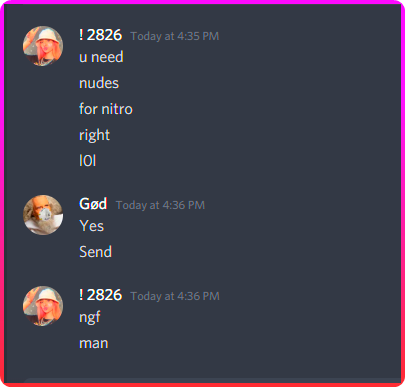 ! 2826 Today at 4:35 PM
u need
nudes
for nitro
right
l0l
Gød Today at 4:36 PM
Yes
Send
! 2826 Today at 4:36 PM
ngf
man